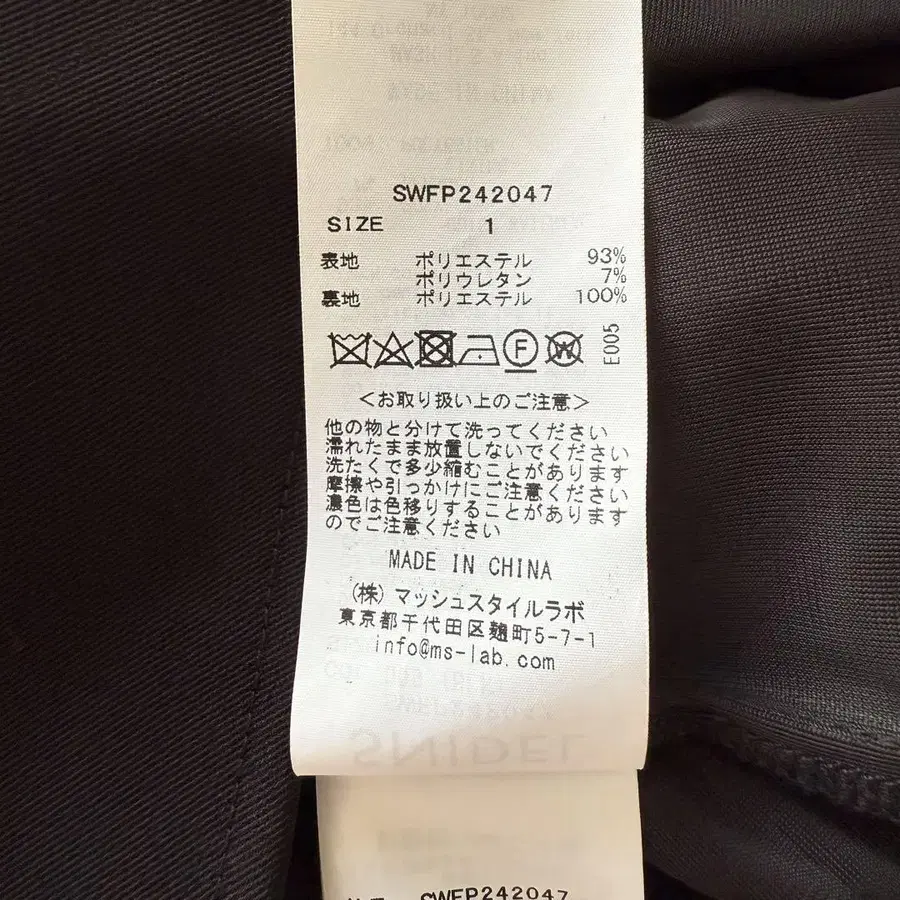 SWFP242047
SIZE 1
表地 ポリエステル 93%
ポリウレタン 7%
裏地 ポリエステル 100%
F W E005
<お取り扱い上のご注意>
他の物と分けて洗ってください
濡れたまま放置しないでください
洗たくで多少縮むことがあります
摩擦や引っかけにご注意ください
濃色は色移りすることがあります
のでご注意ください
MADE IN CHINA
(株)マッシュスタイルラボ
東京都千代田区麹町5-7-1
info@ms-lab.com
SNIDEL
SWFP242047